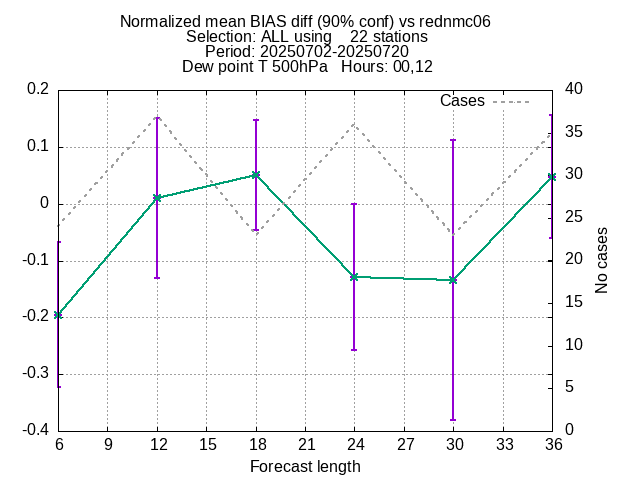 Normalized mean BIAS diff (90% conf) vs rednmc06
Selection: ALL using    22 stations
Period: 20250702-20250720
Dew point T 500hPa   Hours: 00,12
Cases
0.2
0.1
0
-0.1
-0.2
-0.3
-0.4
40
35
30
25
20
15
10
5
0
No cases
6 9 12 15 18 21 24 27 30 33 36
Forecast length